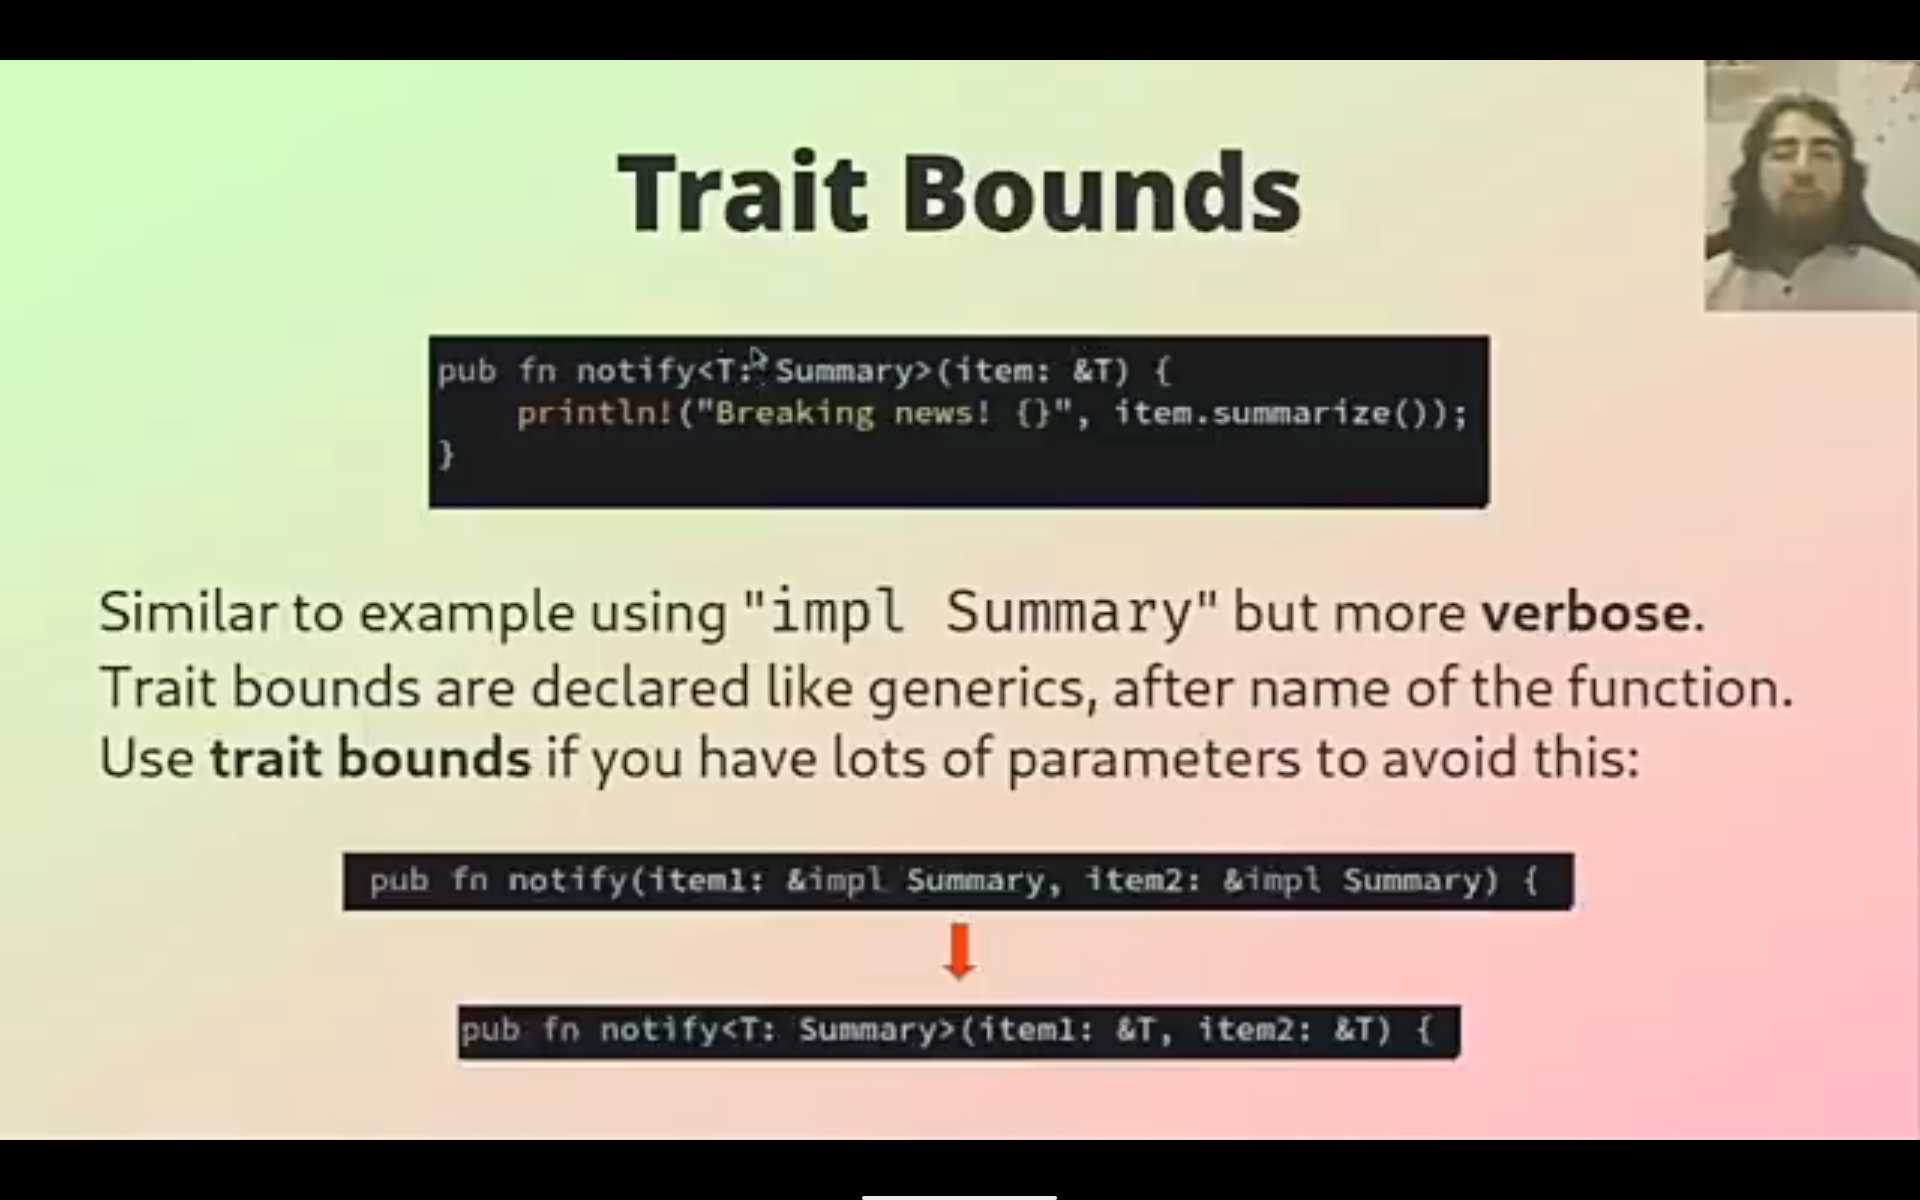 Trait Bounds
pub fn notify<T: Summary>(item: &T) {
    println!("Breaking news! {}", item.summarize());
}
Similar to example using "impl Summary" but more verbose.
Trait bounds are declared like generics, after name of the function.
Use trait bounds if you have lots of parameters to avoid this:
pub fn notify(item1: &impl Summary, item2: &impl Summary) {
pub fn notify<T: Summary>(item1: &T, item2: &T) {